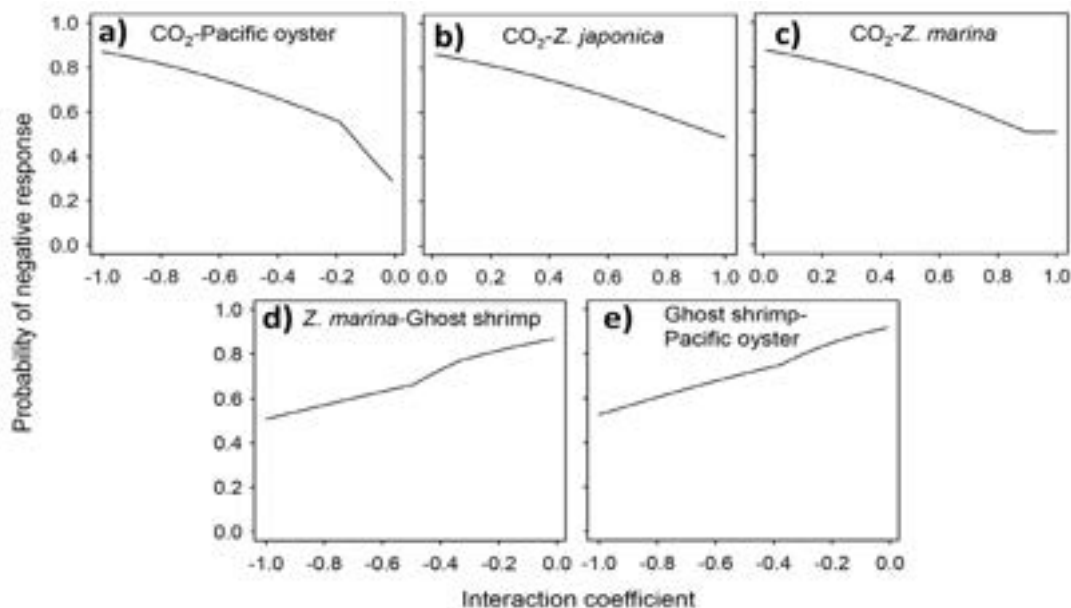 a) CO₂-Pacific oyster
b) CO₂-Z. japonica
c) CO₂-Z. marina
1.0
0.8
0.6
0.4
0.2
0.0
-1.0 -0.8 -0.6 -0.4 -0.2 0.0
0.0 0.2 0.4 0.6 0.8 1.0
0.0 0.2 0.4 0.6 0.8 1.0
Probability of negative response
d) Z. marina-Ghost shrimp
e) Ghost shrimp-
Pacific oyster
1.0
0.8
0.6
0.4
0.2
0.0
-1.0 -0.8 -0.6 -0.4 -0.2 0.0
-1.0 -0.8 -0.6 -0.4 -0.2 0.0
Interaction coefficient